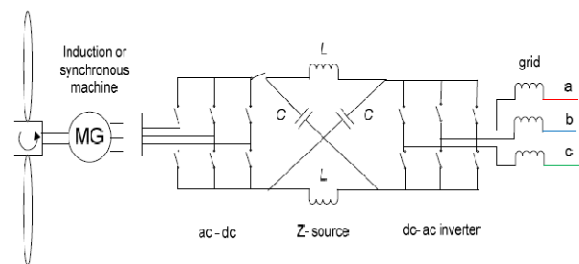 Induction or
synchronous
machine
MG
L
C
C
L
grid
a
b
c
ac - dc
Z- source
dc- ac inverter